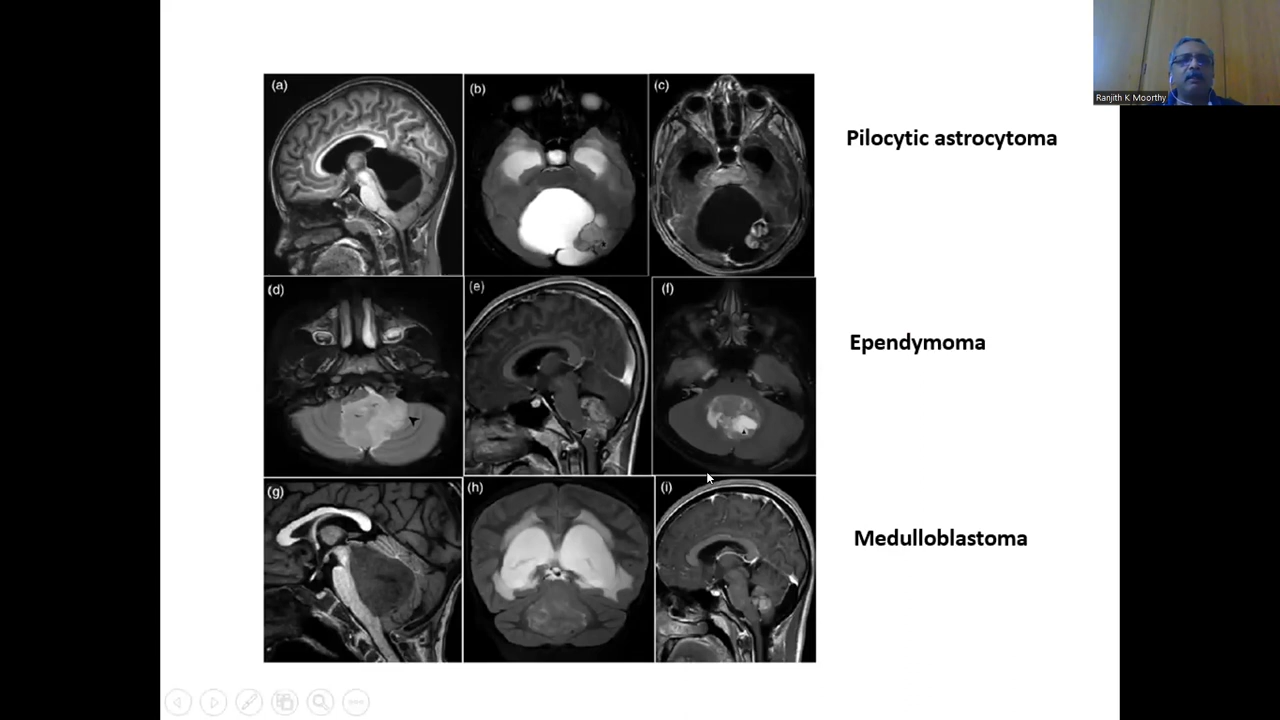 (a)
(b)
(c)
Pilocytic astrocytoma
(d)
(e)
(f)
Ependymoma
(g)
(h)
(i)
Medulloblastoma
Ranjith K Moorthy